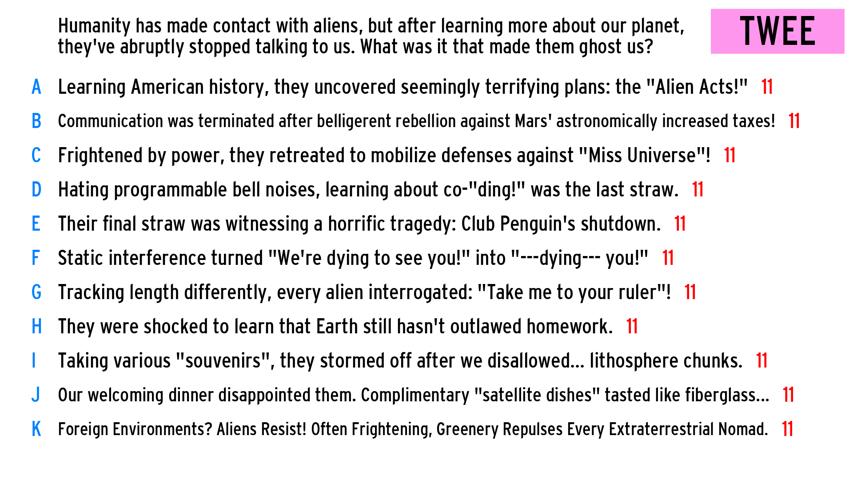 Humanity has made contact with aliens, but after learning more about our planet,
they've abruptly stopped talking to us. What was it that made them ghost us?
TWEE
A Learning American history, they uncovered seemingly terrifying plans: the "Alien Acts!" 11
B Communication was terminated after belligerent rebellion against Mars' astronomically increased taxes! 11
C Frightened by power, they retreated to mobilize defenses against "Miss Universe"! 11
D Hating programmable bell noises, learning about co-"ding!" was the last straw. 11
E Their final straw was witnessing a horrific tragedy: Club Penguin's shutdown. 11
F Static interference turned "We're dying to see you!" into "---dying--- you!" 11
G Tracking length differently, every alien interrogated: "Take me to your ruler"! 11
H They were shocked to learn that Earth still hasn't outlawed homework. 11
I Taking various "souvenirs", they stormed off after we disallowed... lithosphere chunks. 11
J Our welcoming dinner disappointed them. Complimentary "satellite dishes" tasted like fiberglass... 11
K Foreign Environments? Aliens Resist! Often Frightening, Greenery Repulses Every Extraterrestrial Nomad. 11